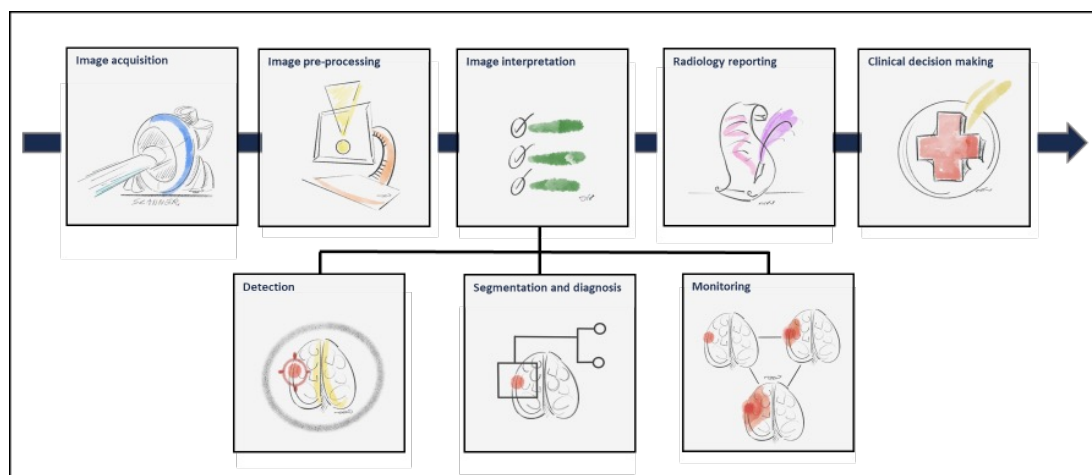 Image acquisition
Image pre-processing
Image interpretation
Radiology reporting
Clinical decision making
Detection
Segmentation and diagnosis
Monitoring